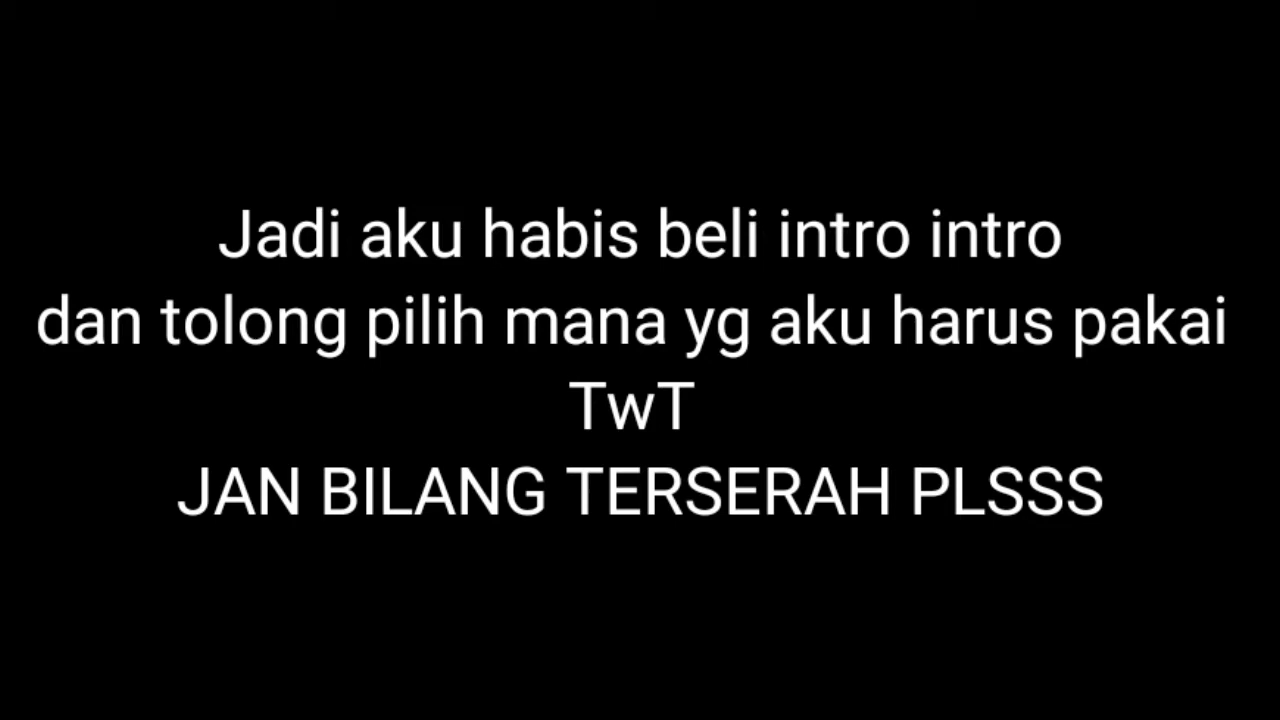 Jadi aku habis beli intro intro
dan tolong pilih mana yg aku harus pakai
TwT
JAN BILANG TERSERAH PLSSS